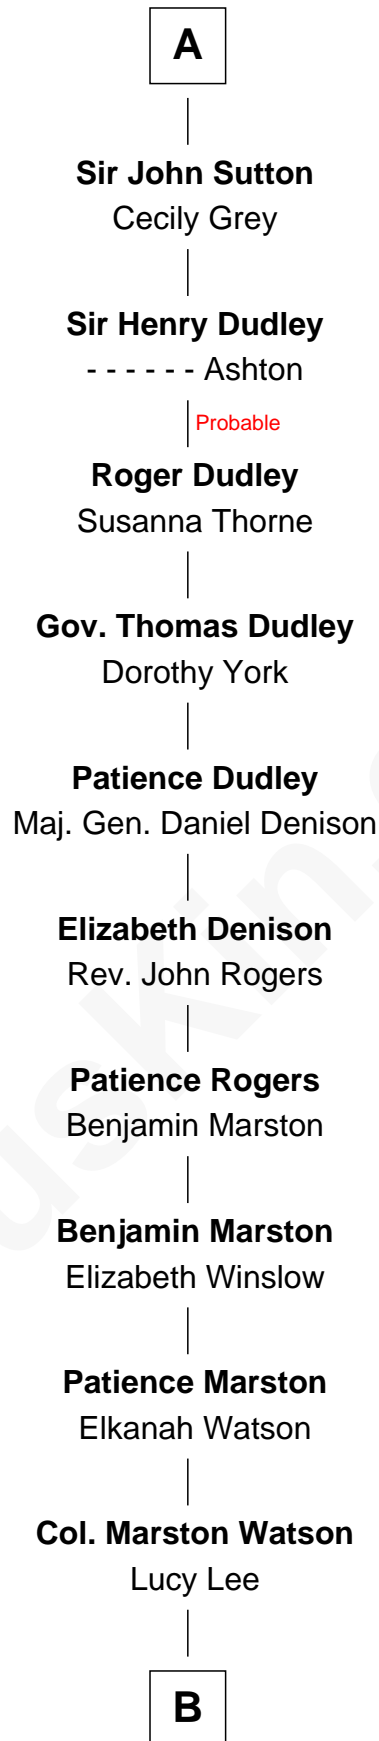 A
Sir John Sutton
Cecily Grey
Sir Henry Dudley
- - - - - - Ashton
Probable
Roger Dudley
Susanna Thorne
Gov. Thomas Dudley
Dorothy York
Patience Dudley
Maj. Gen. Daniel Denison
Elizabeth Denison
Rev. John Rogers
Patience Rogers
Benjamin Marston
Benjamin Marston
Elizabeth Winslow
Patience Marston
Elkanah Watson
Col. Marston Watson
Lucy Lee
B